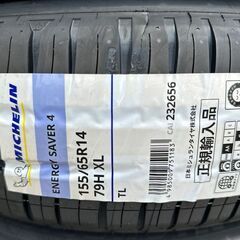 MICHELIN
ENERGY SAVER 4
155/65R14
79H XL
TL
CAI 232656
正規輸入品
日本ミシュランタイヤ株式会社
4985009751183